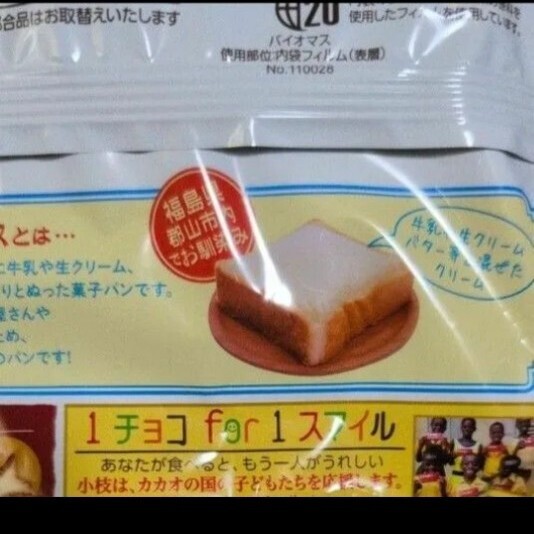 合品はお取替えいたします
20
使用したフィルムを使用しています。
バイオマス
使用部位:内袋フィルム(表層)
No.110028
福島県
郡山市内
でお馴染み
スとは…
に牛乳や生クリーム、
りとぬった菓子パンです。
屋さんや
ため、
のパンです!
牛乳や生クリーム
バター等を混ぜた
クリーム
1 チョコ for 1 スマイル
あなたが食べると、もう一人がうれしい
小枝は、カカオの国の子どもたちを応援します。